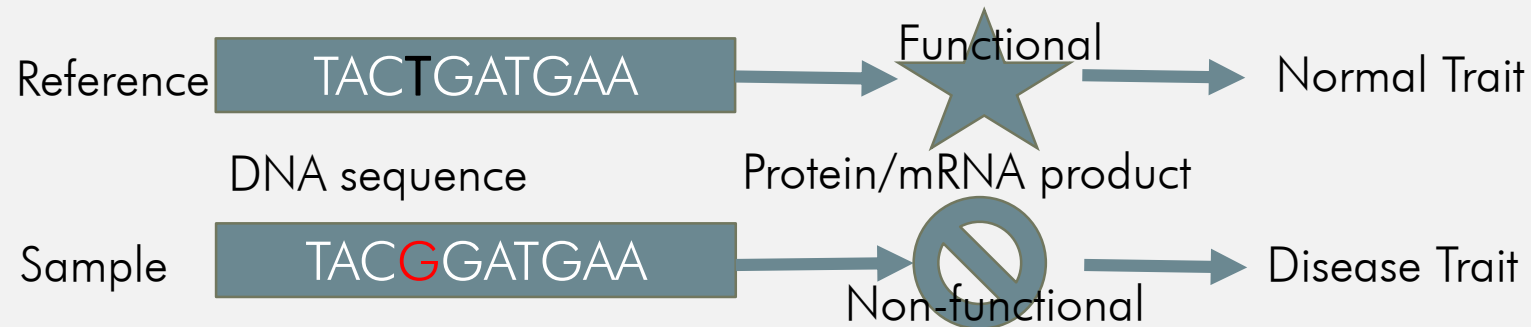 Functional
Reference TACTGATGAA Normal Trait
DNA sequence Protein/mRNA product
Sample TACGGATGAA Disease Trait
Non-functional